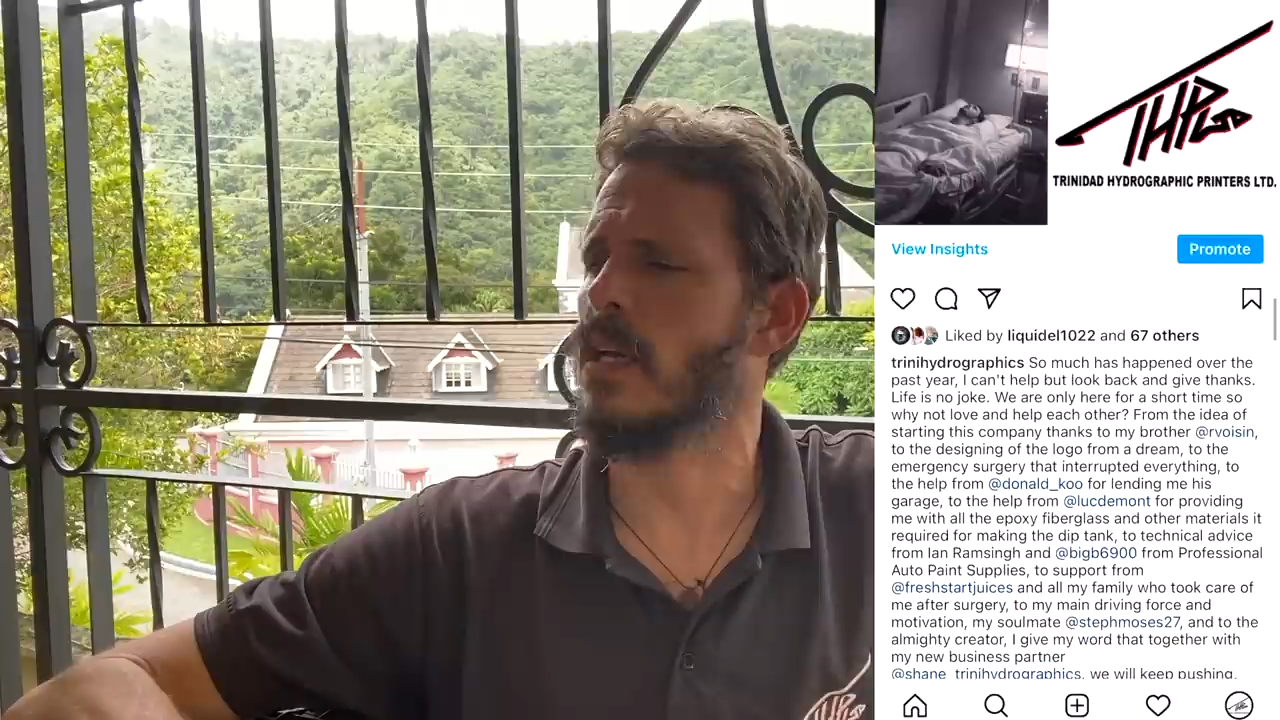 THPLTD
TRINIDAD HYDROGRAPHIC PRINTERS LTD.
View Insights
Promote
Liked by liquidel1022 and 67 others
trinihydrographics So much has happened over the
past year, I can't help but look back and give thanks.
Life is no joke. We are only here for a short time so
why not love and help each other? From the idea of
starting this company thanks to my brother @rvoisin,
to the designing of the logo from a dream, to the
emergency surgery that interrupted everything, to
the help from @donald_koo for lending me his
garage, to the help from @lucdemont for providing
me with all the epoxy fiberglass and other materials it
required for making the dip tank, to technical advice
from Ian Ramsingh and @bigb6900 from Professional
Auto Paint Supplies, to support from
@freshstartjuices and all my family who took care of
me after surgery, to my main driving force and
motivation, my soulmate @stephmoses27, and to the
almighty creator, I give my word that together with
my new business partner
@shane_trinihydrographics, we will keep pushing,